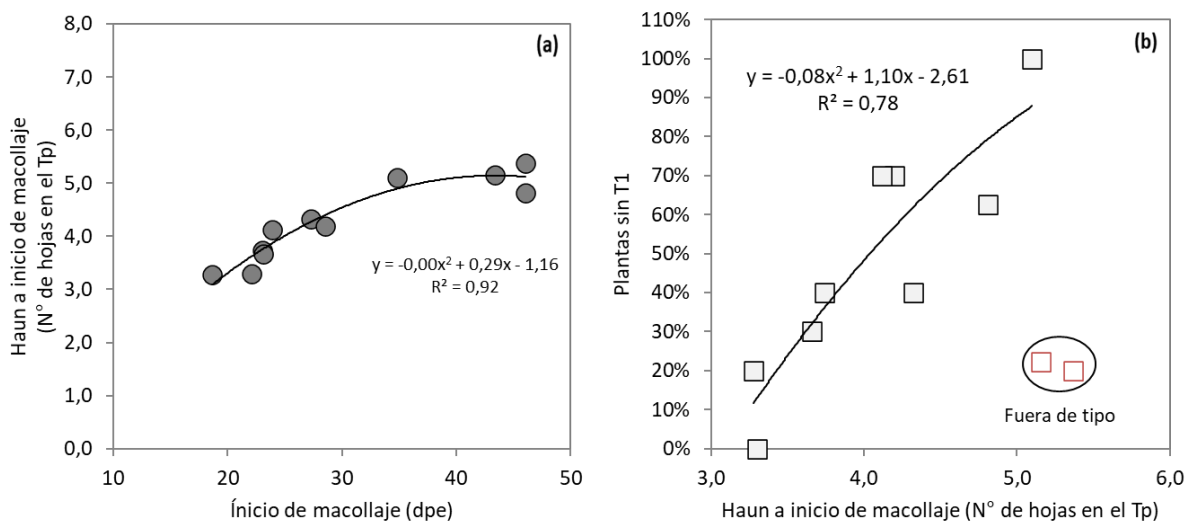 (a)
8,0
7,0
6,0
5,0
4,0
3,0
2,0
1,0
0,0
Haun a inicio de macollaje
(N° de hojas en el Tp)
y = -0,00x² + 0,29x - 1,16
R² = 0,92
10
20
30
40
50
Ínicio de macollaje (dpe)
(b)
100%
90%
80%
70%
60%
50%
40%
30%
20%
10%
0%
Plantas sin T1
y = -0,08x² + 1,10x - 2,61
R² = 0,78
Fuera de tipo
3,0
4,0
5,0
6,0
Haun a inicio de macollaje (N° de hojas en el Tp)